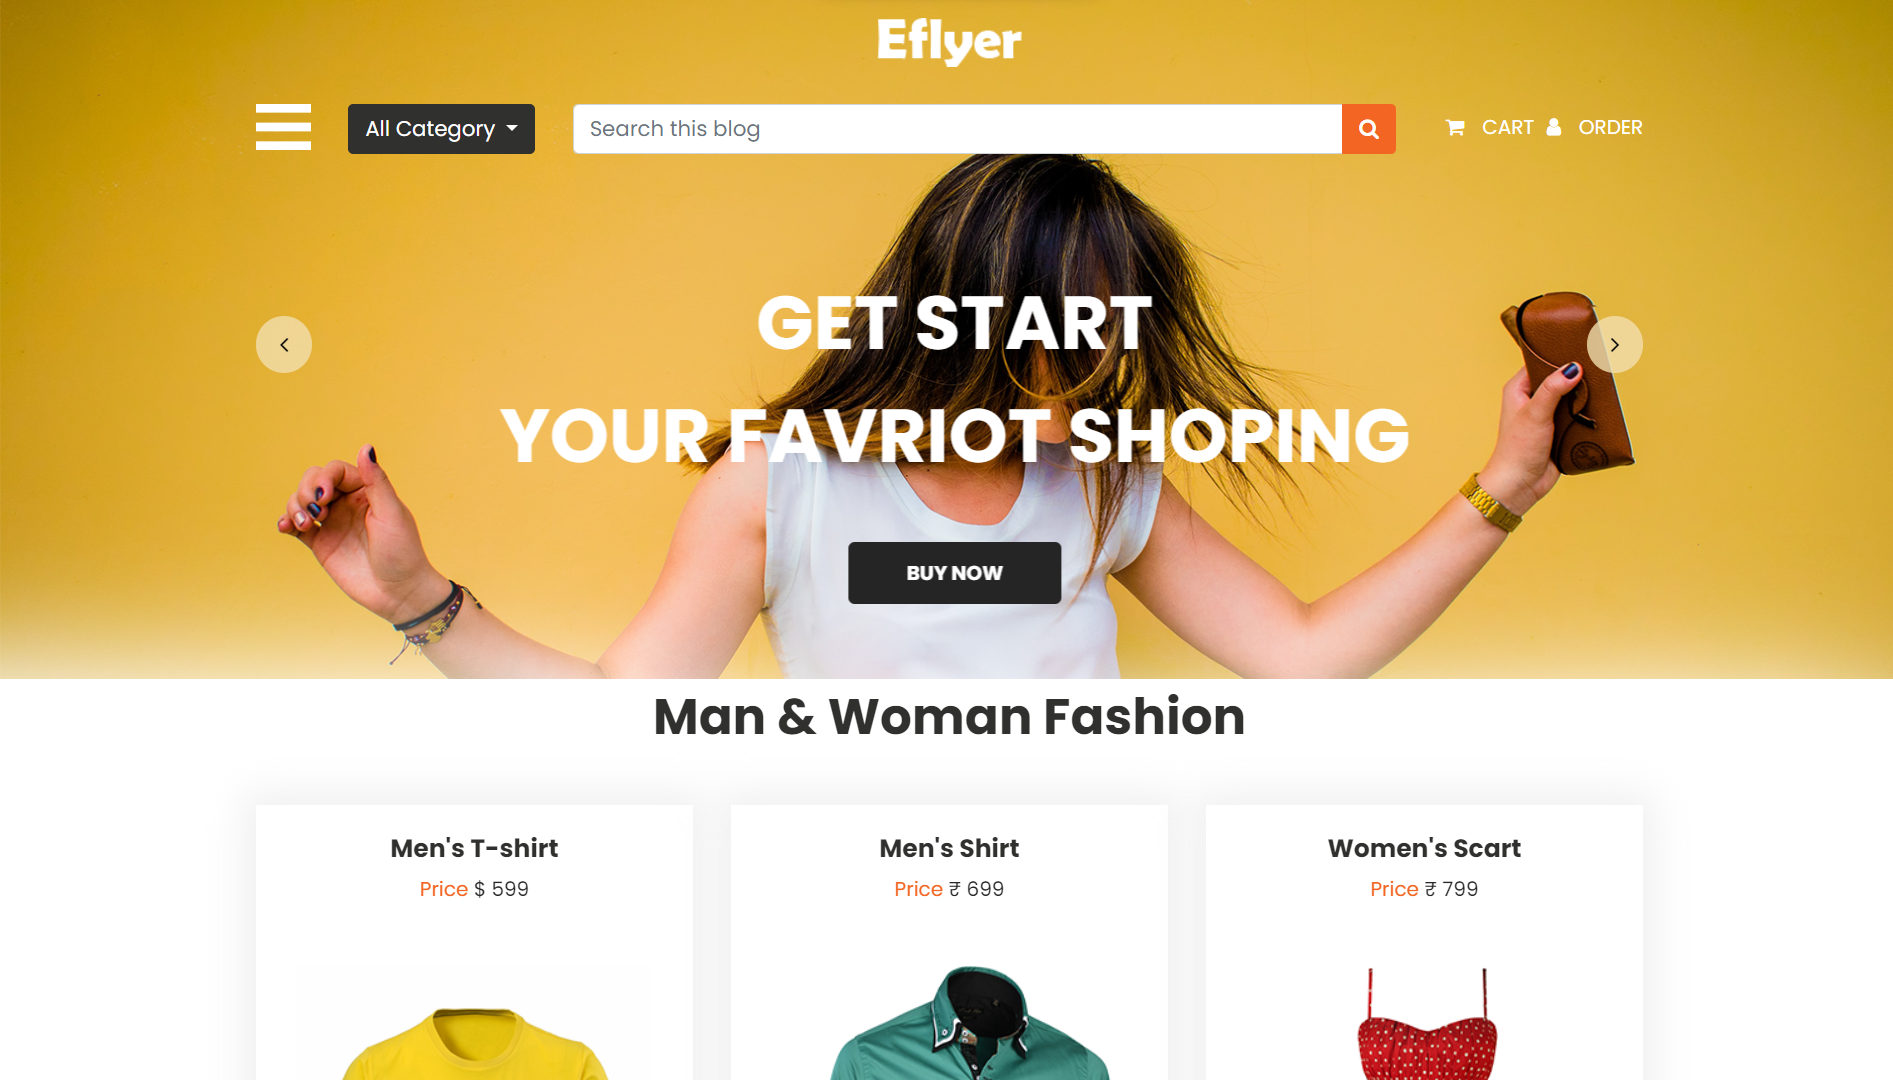 Eflyer
All Category
Search this blog
CART
ORDER
GET START
YOUR FAVRIOT SHOPING
BUY NOW
Man & Woman Fashion
Men's T-shirt
Price $ 599
Men's Shirt
Price ₹ 699
Women's Scart
Price ₹ 799